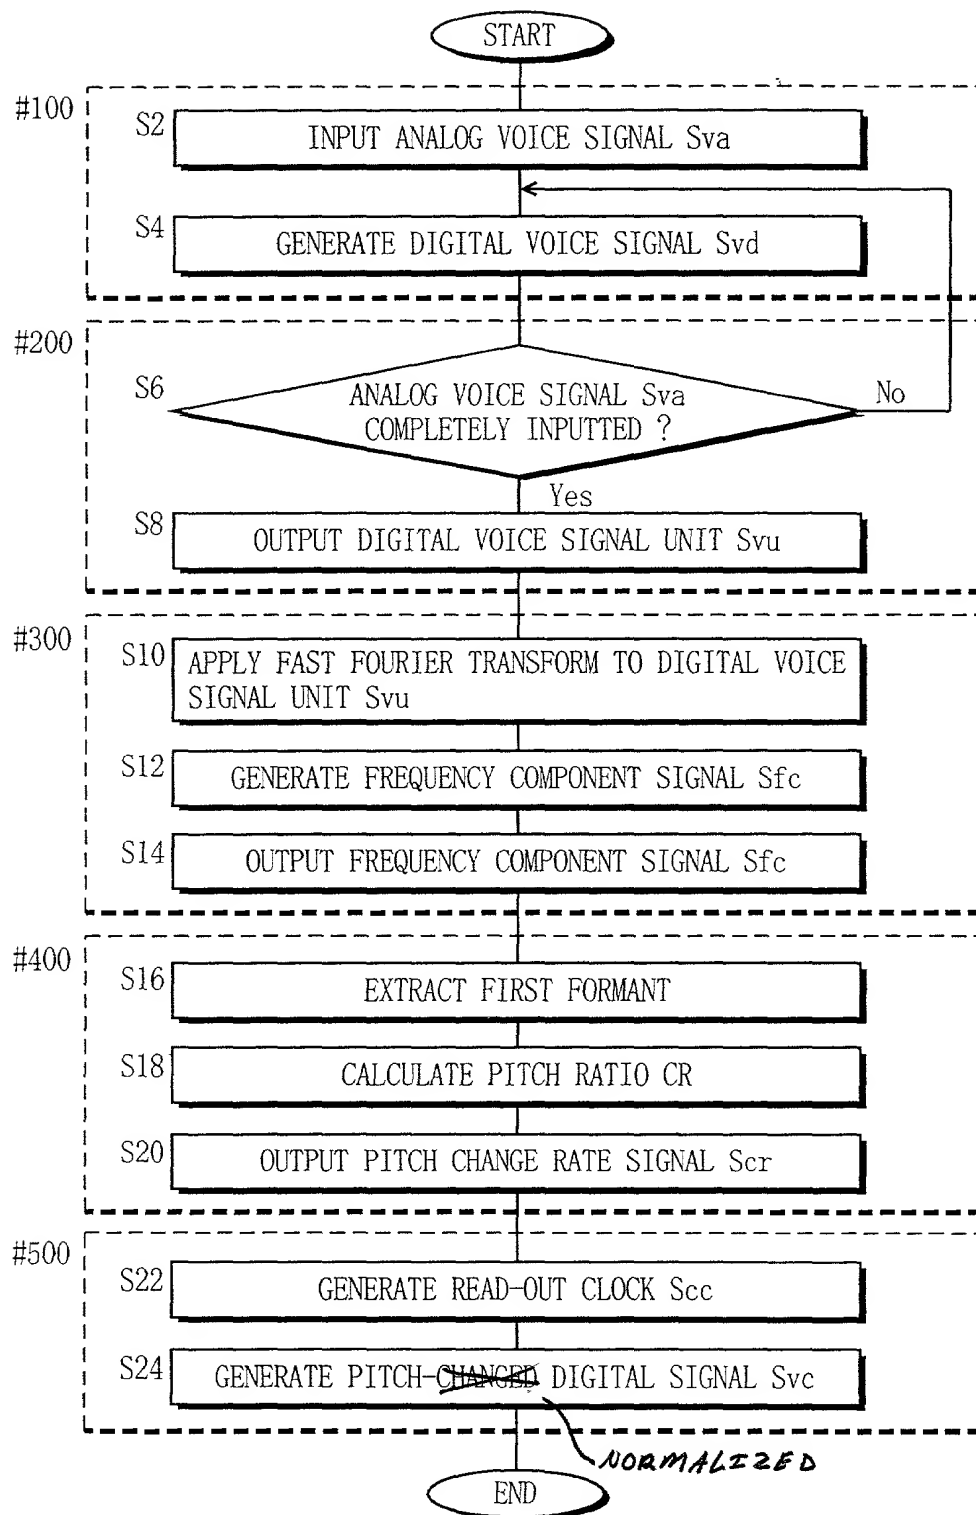 START
#100
S2
INPUT ANALOG VOICE SIGNAL Sva
S4
GENERATE DIGITAL VOICE SIGNAL Svd
#200
S6
ANALOG VOICE SIGNAL Sva
COMPLETELY INPUTTED ?
No
Yes
S8
OUTPUT DIGITAL VOICE SIGNAL UNIT Svu
#300
S10
APPLY FAST FOURIER TRANSFORM TO DIGITAL VOICE
SIGNAL UNIT Svu
S12
GENERATE FREQUENCY COMPONENT SIGNAL Sfc
S14
OUTPUT FREQUENCY COMPONENT SIGNAL Sfc
#400
S16
EXTRACT FIRST FORMANT
S18
CALCULATE PITCH RATIO CR
S20
OUTPUT PITCH CHANGE RATE SIGNAL Scr
#500
S22
GENERATE READ-OUT CLOCK Scc
S24
GENERATE PITCH-CHANGED DIGITAL SIGNAL Svc
NORMALIZED
END